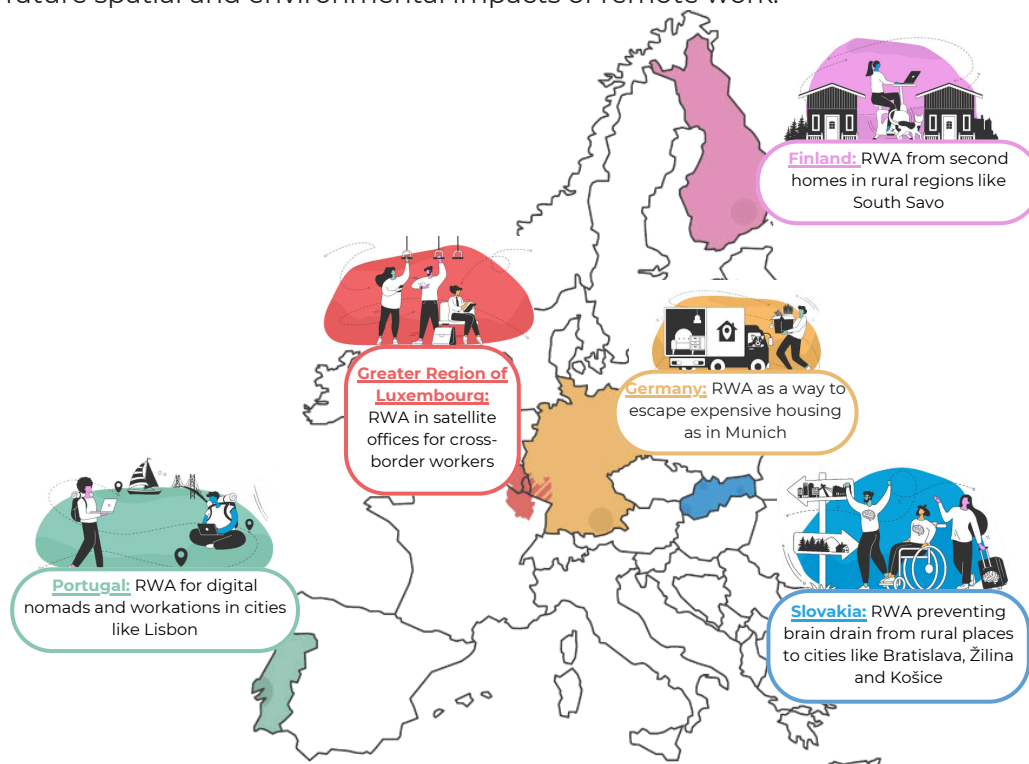 future spatial and environmental impacts of remote work.
Finland: RWA from second
homes in rural regions like
South Savo
Greater Region of
Luxembourg:
RWA in satellite
offices for cross-
border workers
Germany: RWA as a way to
escape expensive housing
as in Munich
Portugal: RWA for digital
nomads and workations in cities
like Lisbon
Slovakia: RWA preventing
brain drain from rural places
to cities like Bratislava, Žilina
and Košice